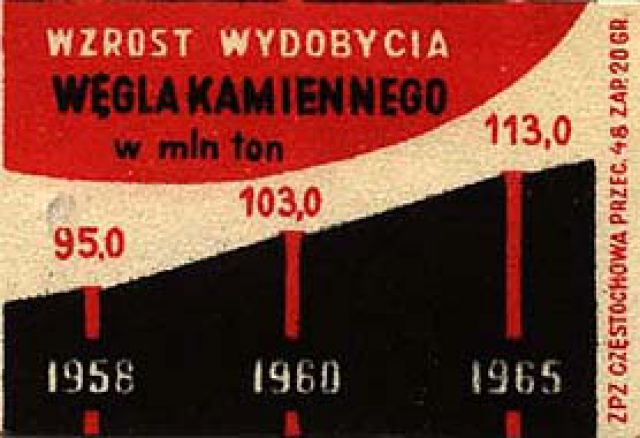 WZROST WYDOBYCIA
WĘGLA KAMIENNEGO
w mln ton
95,0
103,0
113,0
1958
1960
1965
ZPZ CZĘSTOCHOWA PRZEC. 48 ZAP. 20 GR.